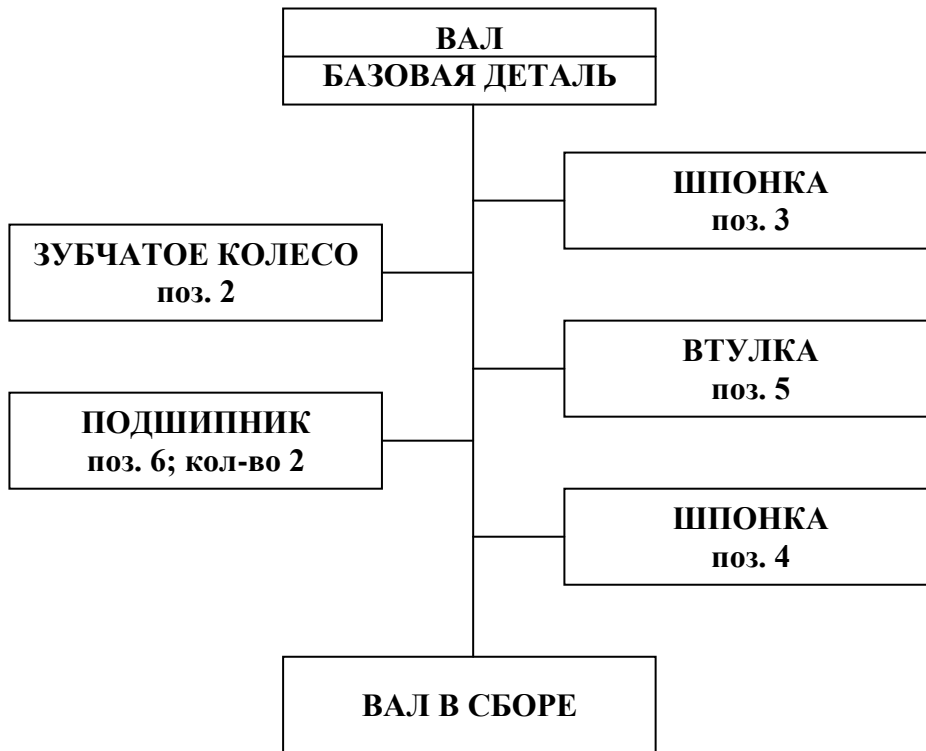 ВАЛ
БАЗОВАЯ ДЕТАЛЬ
ШПОНКА
поз. 3
ЗУБЧАТОЕ КОЛЕСО
поз. 2
ВТУЛКА
поз. 5
ПОДШИПНИК
поз. 6; кол-во 2
ШПОНКА
поз. 4
ВАЛ В СБОРЕ